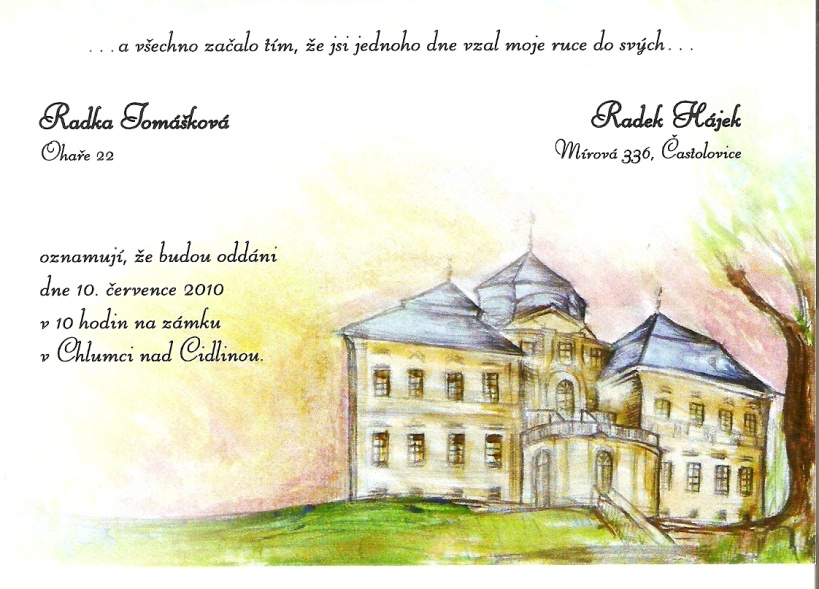 ...a všechno začalo tím, že jsi jednoho dne vzal moje ruce do svých...
Radka Tomášková
Ohaře 22
Radek Hájek
Mírová 336, Častolovice
oznamují, že budou oddáni
dne 10. července 2010
v 10 hodin na zámku
v Chlumci nad Cidlinou.